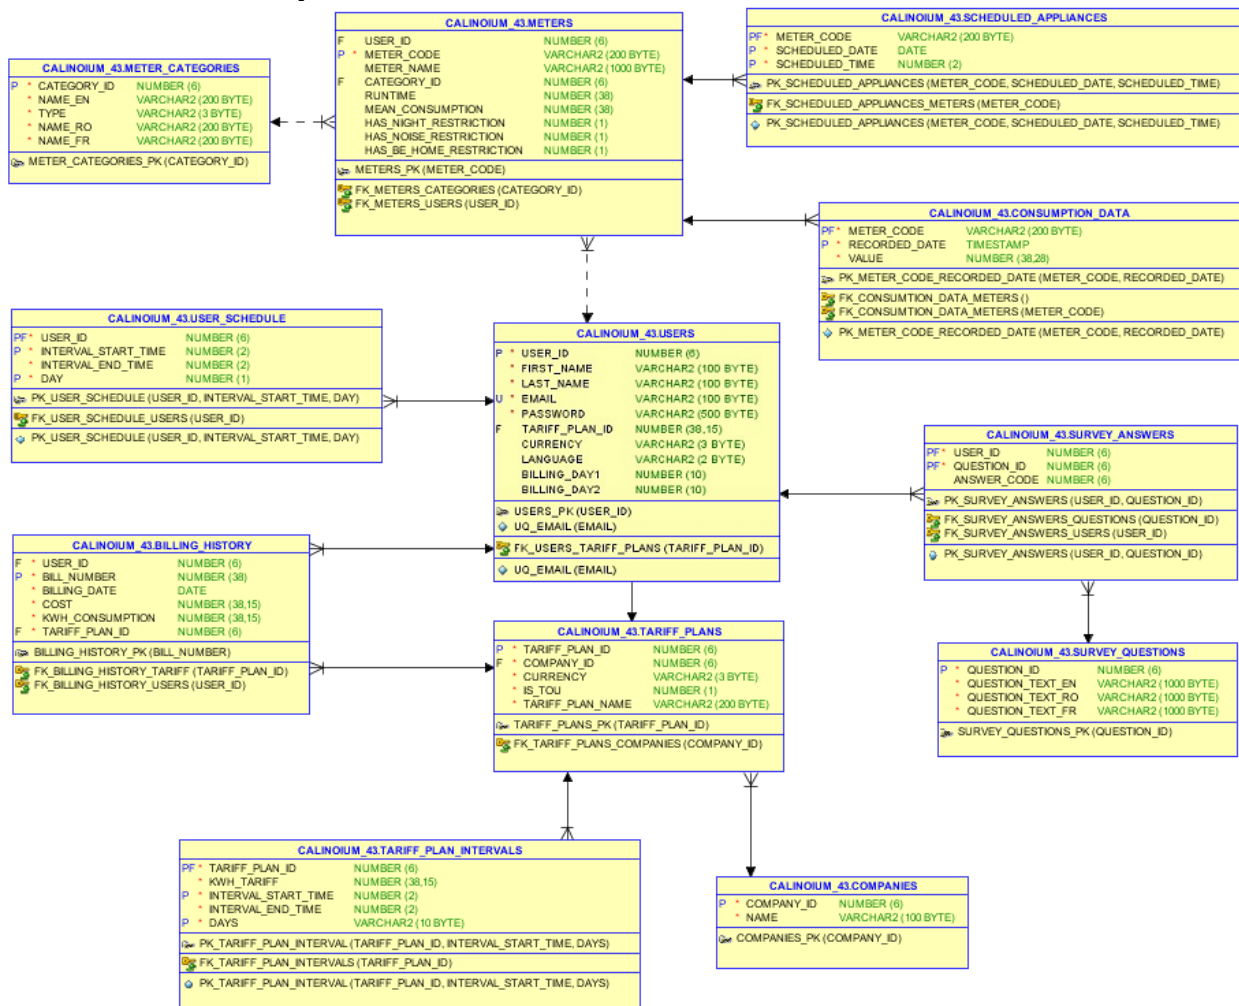 CALINOIUM_43.METERS
F USER_ID NUMBER (6)
P * METER_CODE VARCHAR2 (200 BYTE)
METER_NAME VARCHAR2 (1000 BYTE)
F CATEGORY_ID NUMBER (6)
RUNTIME NUMBER (38)
MEAN_CONSUMPTION NUMBER (38)
HAS_NIGHT_RESTRICTION NUMBER (1)
HAS_NOISE_RESTRICTION NUMBER (1)
HAS_BE_HOME_RESTRICTION NUMBER (1)
METERS_PK (METER_CODE)
FK_METERS_CATEGORIES (CATEGORY_ID)
FK_METERS_USERS (USER_ID)
CALINOIUM_43.SCHEDULED_APPLIANCES
PF * METER_CODE VARCHAR2 (200 BYTE)
P * SCHEDULED_DATE DATE
P * SCHEDULED_TIME NUMBER (2)
PK_SCHEDULED_APPLIANCES (METER_CODE, SCHEDULED_DATE, SCHEDULED_TIME)
FK_SCHEDULED_APPLIANCES_METERS (METER_CODE)
PK_SCHEDULED_APPLIANCES (METER_CODE, SCHEDULED_DATE, SCHEDULED_TIME)
CALINOIUM_43.METER_CATEGORIES
P * CATEGORY_ID NUMBER (6)
* NAME_EN VARCHAR2 (200 BYTE)
* TYPE VARCHAR2 (3 BYTE)
* NAME_RO VARCHAR2 (200 BYTE)
* NAME_FR VARCHAR2 (200 BYTE)
METER_CATEGORIES_PK (CATEGORY_ID)
CALINOIUM_43.CONSUMPTION_DATA
PF * METER_CODE VARCHAR2 (200 BYTE)
P * RECORDED_DATE TIMESTAMP
* VALUE NUMBER (38,28)
PK_METER_CODE_RECORDED_DATE (METER_CODE, RECORDED_DATE)
FK_CONSUMTION_DATA_METERS ()
FK_CONSUMTION_DATA_METERS (METER_CODE)
PK_METER_CODE_RECORDED_DATE (METER_CODE, RECORDED_DATE)
CALINOIUM_43.USER_SCHEDULE
PF * USER_ID NUMBER (6)
P * INTERVAL_START_TIME NUMBER (2)
* INTERVAL_END_TIME NUMBER (2)
P * DAY NUMBER (1)
PK_USER_SCHEDULE (USER_ID, INTERVAL_START_TIME, DAY)
FK_USER_SCHEDULE_USERS (USER_ID)
PK_USER_SCHEDULE (USER_ID, INTERVAL_START_TIME, DAY)
CALINOIUM_43.USERS
P * USER_ID NUMBER (6)
* FIRST_NAME VARCHAR2 (100 BYTE)
* LAST_NAME VARCHAR2 (100 BYTE)
U * EMAIL VARCHAR2 (100 BYTE)
* PASSWORD VARCHAR2 (500 BYTE)
F TARIFF_PLAN_ID NUMBER (38,15)
CURRENCY VARCHAR2 (3 BYTE)
LANGUAGE VARCHAR2 (2 BYTE)
BILLING_DAY1 NUMBER (10)
BILLING_DAY2 NUMBER (10)
USERS_PK (USER_ID)
UQ_EMAIL (EMAIL)
FK_USERS_TARIFF_PLANS (TARIFF_PLAN_ID)
UQ_EMAIL (EMAIL)
CALINOIUM_43.SURVEY_ANSWERS
PF * USER_ID NUMBER (6)
PF * QUESTION_ID NUMBER (6)
ANSWER_CODE NUMBER (6)
PK_SURVEY_ANSWERS (USER_ID, QUESTION_ID)
FK_SURVEY_ANSWERS_QUESTIONS (QUESTION_ID)
FK_SURVEY_ANSWERS_USERS (USER_ID)
PK_SURVEY_ANSWERS (USER_ID, QUESTION_ID)
CALINOIUM_43.BILLING_HISTORY
F * USER_ID NUMBER (6)
P * BILL_NUMBER NUMBER (38)
* BILLING_DATE DATE
* COST NUMBER (38,15)
* KWH_CONSUMPTION NUMBER (38,15)
F * TARIFF_PLAN_ID NUMBER (6)
BILLING_HISTORY_PK (BILL_NUMBER)
FK_BILLING_HISTORY_TARIFF (TARIFF_PLAN_ID)
FK_BILLING_HISTORY_USERS (USER_ID)
CALINOIUM_43.TARIFF_PLANS
P * TARIFF_PLAN_ID NUMBER (6)
F * COMPANY_ID NUMBER (6)
* CURRENCY VARCHAR2 (3 BYTE)
* IS_TOU NUMBER (1)
* TARIFF_PLAN_NAME VARCHAR2 (200 BYTE)
TARIFF_PLANS_PK (TARIFF_PLAN_ID)
FK_TARIFF_PLANS_COMPANIES (COMPANY_ID)
CALINOIUM_43.SURVEY_QUESTIONS
P * QUESTION_ID NUMBER (6)
* QUESTION_TEXT_EN VARCHAR2 (1000 BYTE)
* QUESTION_TEXT_RO VARCHAR2 (1000 BYTE)
* QUESTION_TEXT_FR VARCHAR2 (1000 BYTE)
SURVEY_QUESTIONS_PK (QUESTION_ID)
CALINOIUM_43.TARIFF_PLAN_INTERVALS
PF * TARIFF_PLAN_ID NUMBER (6)
* KWH_TARIFF NUMBER (38,15)
P * INTERVAL_START_TIME NUMBER (2)
* INTERVAL_END_TIME NUMBER (2)
P * DAYS VARCHAR2 (10 BYTE)
PK_TARIFF_PLAN_INTERVAL (TARIFF_PLAN_ID, INTERVAL_START_TIME, DAYS)
FK_TARIFF_PLAN_INTERVALS (TARIFF_PLAN_ID)
PK_TARIFF_PLAN_INTERVAL (TARIFF_PLAN_ID, INTERVAL_START_TIME, DAYS)
CALINOIUM_43.COMPANIES
P * COMPANY_ID NUMBER (6)
* NAME VARCHAR2 (100 BYTE)
COMPANIES_PK (COMPANY_ID)